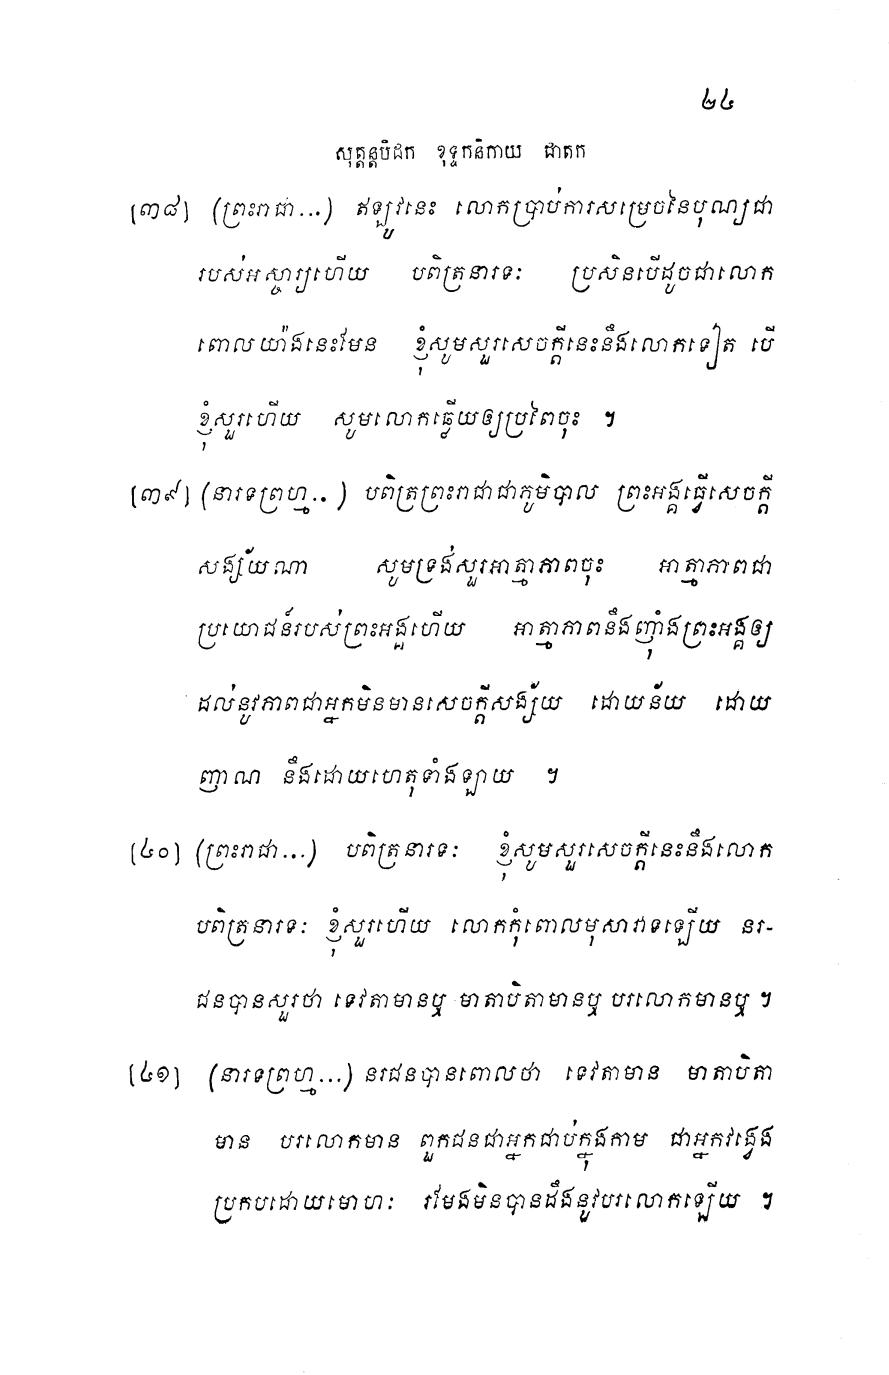 ២៤
សុត្តន្តបិដក ខុទ្ទកនិកាយ ជាតក
[៣៨] (ព្រះរាជា...) ឥឡូវនេះ លោកប្រាប់ការសម្រេចនៃបុណ្យជា
របស់អស្ចារ្យហើយ បពិត្រនារទៈ ប្រសិនបើដូចជាលោក
ពោលយ៉ាងនេះមែន ខ្ញុំសូមសួរសេចក្តីនេះនឹងលោកទៀត បើ
ខ្ញុំសួរហើយ សូមលោកធ្វើយឲ្យប្រពៃចុះ ។
[៣៩] (នារទព្រហ្ម.. ) បពិត្រព្រះរាជាជាភូមិបាល ព្រះអង្គធ្វើសេចក្តី
សង្ស័យណា សូមទ្រង់សួរអាត្មាភាពចុះ អាត្មាភាពជា
ប្រយោជន៍របស់ព្រះអង្គហើយ អាត្មាភាពនឹងញ៉ាំងព្រះអង្គឲ្យ
ដល់នូវភាពជាអ្នកមិនមានសេចក្តីសង្ស័យ ដោយន័យ ដោយ
ញាណ នឹងដោយហេតុទាំងឡាយ ។
[៤០] (ព្រះរាជា...) បពិត្រនារទៈ ខ្ញុំសូមសួរសេចក្តីនេះនឹងលោក
បពិត្រនារទៈ ខ្ញុំសួរហើយ លោកកុំពោលមុសាវាទឡើយ នរ-
ជនបានសួរថា ទេវតាមានឬ មាតាបិតាមានឬ បរលោកមានឬ ។
[៤១] (នារទព្រហ្ម...) នរជនបានពោលថា ទេវតាមាន មាតាបិតា
មាន បរលោកមាន ពួកជនជាអ្នកជាប់ក្នុងកាម ជាអ្នកវង្វេង
ប្រកបដោយមោហៈ រមែងមិនបានដឹងនូវបរលោកឡើយ ។